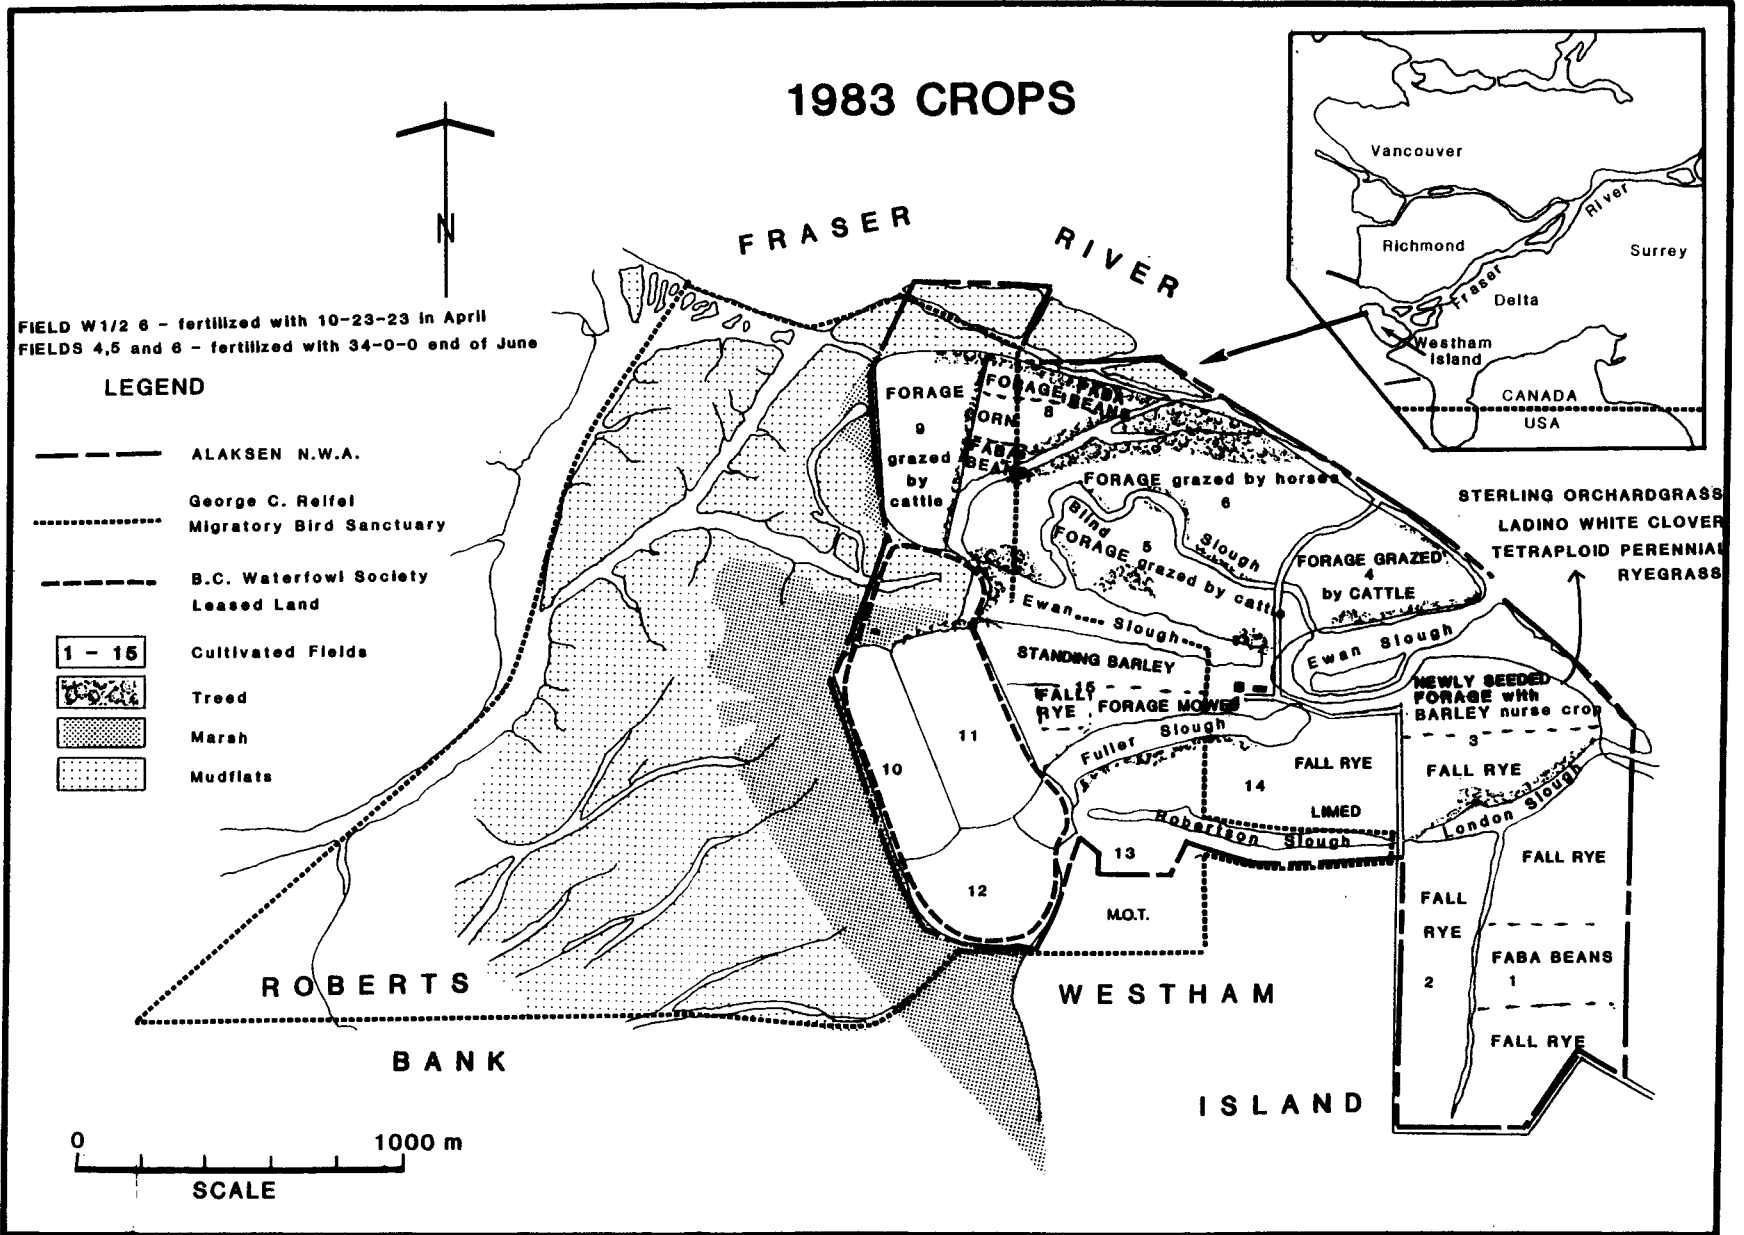 1983 CROPS
N
FRASER
RIVER
Vancouver
Richmond
River
Surrey
Fraser
Delta
Westham
Island
CANADA
USA
FIELD W1/2 6 - fertilized with 10-23-23 in April
FIELDS 4,5 and 6 - fertilized with 34-0-0 end of June
LEGEND
ALAKSEN N.W.A.
George C. Reifel
Migratory Bird Sanctuary
B.C. Waterfowl Society
Leased Land
1 - 15
Cultivated Fields
Treed
Marsh
Mudflats
FORAGE
9
grazed
by
cattle
FORAGE
8
FABA
BEANS
CORN
FABA
BEANS
FORAGE grazed by horses
6
Blind
Slough
5
FORAGE
grazed by cattle
FORAGE GRAZED
4
by CATTLE
STERLING ORCHARDGRASS
LADINO WHITE CLOVER
TETRAPLOID PERENNIAL
RYEGRASS
Ewan
Slough
Ewan Slough
STANDING BARLEY
15
FALL
RYE
FORAGE MOWED
Fuller Slough
NEWLY SEEDED
FORAGE with
BARLEY nurse crop
3
FALL RYE
London Slough
11
10
12
FALL RYE
14
LIMED
Robertson Slough
13
M.O.T.
FALL RYE
FALL
RYE
2
FABA BEANS
1
FALL RYE
ROBERTS
BANK
WESTHAM
ISLAND
0
1000 m
SCALE